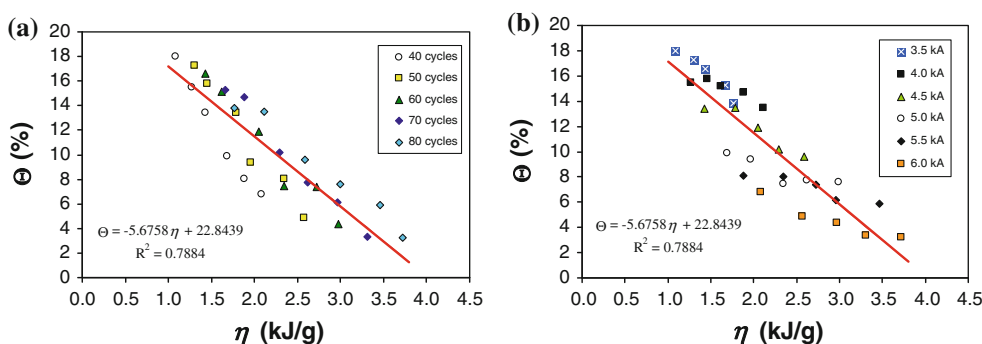 (a)
20
18
16
14
12
10
8
6
4
2
0
Θ (%)
40 cycles
50 cycles
60 cycles
70 cycles
80 cycles
Θ = -5.6758 η + 22.8439
R² = 0.7884
0.0 0.5 1.0 1.5 2.0 2.5 3.0 3.5 4.0 4.5
η (kJ/g)
(b)
20
18
16
14
12
10
8
6
4
2
0
Θ (%)
3.5 kA
4.0 kA
4.5 kA
5.0 kA
5.5 kA
6.0 kA
Θ = -5.6758 η + 22.8439
R² = 0.7884
0.0 0.5 1.0 1.5 2.0 2.5 3.0 3.5 4.0 4.5
η (kJ/g)